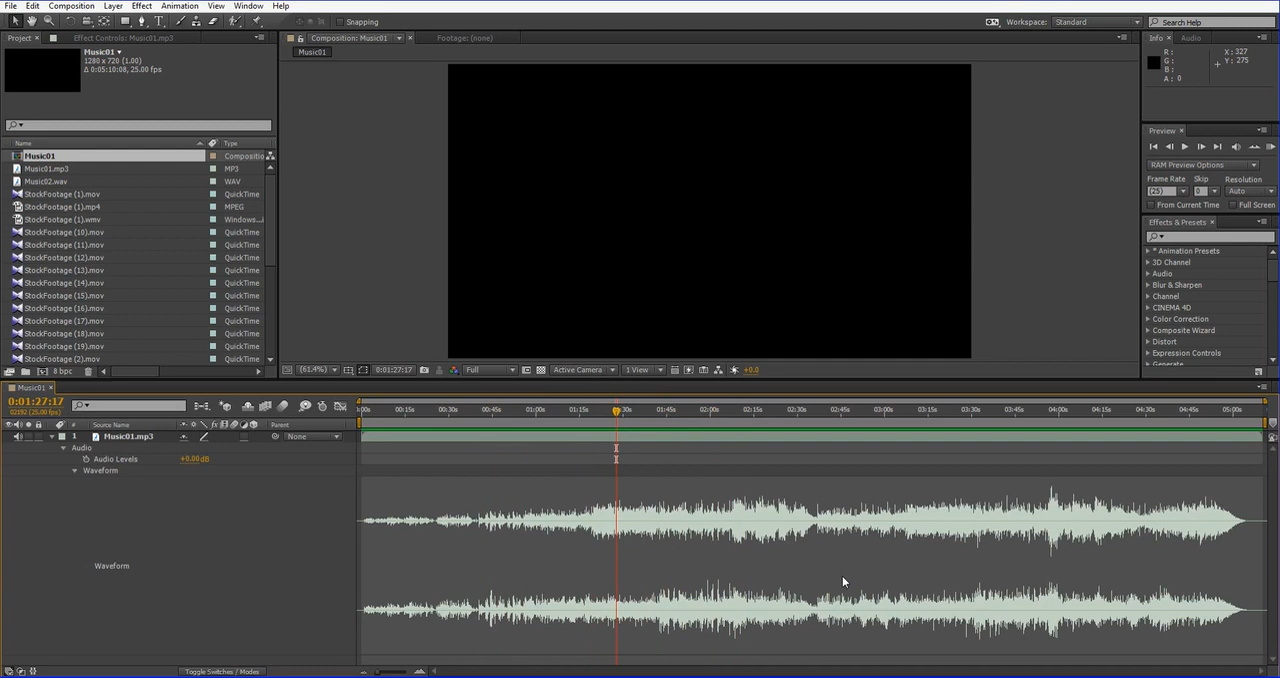 File Edit Composition Layer Effect Animation View Window Help
Snapping Workspace: Standard Search Help
Project × Effect Controls: Music01.mp3 Composition: Music01 × Footage: (none) Info × Audio
Music01
Music01
1280 x 720 (1.00)
Δ 0:05:10:08, 25.00 fps
R :
G :
B :
A : 0
X : 327
Y : 275
Preview ×
Name Type
Music01 Compositio
Music01.mp3 MP3
Music02.wav WAV
StockFootage (1).mov QuickTime
StockFootage (1).mp4 MPEG
StockFootage (1).wmv Windows...
StockFootage (10).mov QuickTime
StockFootage (11).mov QuickTime
StockFootage (12).mov QuickTime
StockFootage (13).mov QuickTime
StockFootage (14).mov QuickTime
StockFootage (15).mov QuickTime
StockFootage (16).mov QuickTime
StockFootage (17).mov QuickTime
StockFootage (18).mov QuickTime
StockFootage (19).mov QuickTime
StockFootage (2).mov QuickTime
8 bpc
RAM Preview Options
Frame Rate Skip Resolution
(25) 0 Auto
From Current Time Full Screen
Effects & Presets ×
* Animation Presets
3D Channel
Audio
Blur & Sharpen
Channel
CINEMA 4D
Color Correction
Composite Wizard
Distort
Expression Controls
Generate
(61.4%) 0:01:27:17 Full Active Camera 1 View +0.0
Music01 ×
0:01:27:17
02192 (25.00 fps)
:00s 00:15s 00:30s 00:45s 01:00s 01:15s 01:30s 01:45s 02:00s 02:15s 02:30s 02:45s 03:00s 03:15s 03:30s 03:45s 04:00s 04:15s 04:30s 04:45s 05:00s
# Source Name Parent
1 Music01.mp3 None
Audio
Audio Levels +0.00dB
Waveform
Waveform
Toggle Switches / Modes